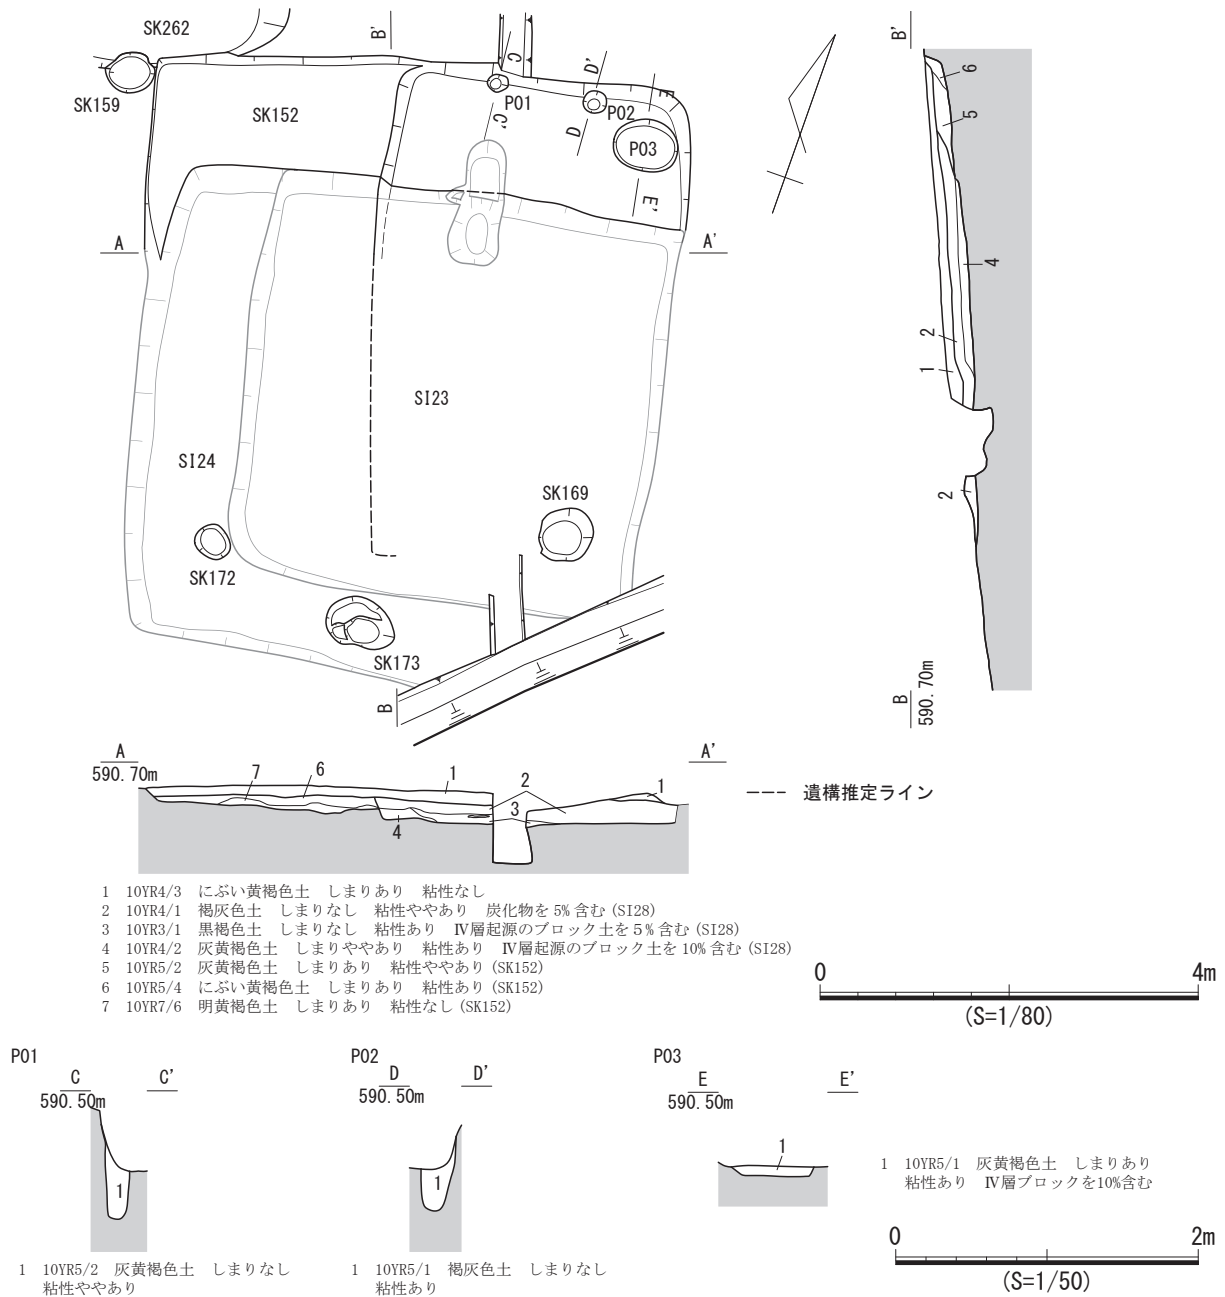 SK262
B'
C
D'
E
SK159
P01
P02
SK152
C'
D
P03
E'
A
A'
SI23
SI24
SK169
SK172
SK173
B
B'
6
5
4
2
1
2
B
590.70m
A
590.70m
7
6
1
2
3
4
1
A'
--- 遺構推定ライン
1 10YR4/3 にぶい黄褐色土 しまりあり 粘性なし
2 10YR4/1 褐灰色土 しまりなし 粘性ややあり 炭化物を5%含む(SI28)
3 10YR3/1 黒褐色土 しまりなし 粘性あり Ⅳ層起源のブロック土を5%含む(SI28)
4 10YR4/2 灰黄褐色土 しまりややあり 粘性あり Ⅳ層起源のブロック土を10%含む(SI28)
5 10YR5/2 灰黄褐色土 しまりあり 粘性ややあり(SK152)
6 10YR5/4 にぶい黄褐色土 しまりあり 粘性あり(SK152)
7 10YR7/6 明黄褐色土 しまりあり 粘性なし(SK152)
0 4m
(S=1/80)
P01
C C'
590.50m
1
1 10YR5/2 灰黄褐色土 しまりなし
粘性ややあり
P02
D D'
590.50m
1
1 10YR5/1 褐灰色土 しまりなし
粘性あり
P03
E E'
590.50m
1
1 10YR5/1 灰黄褐色土 しまりあり
粘性あり Ⅳ層ブロックを10%含む
0 2m
(S=1/50)